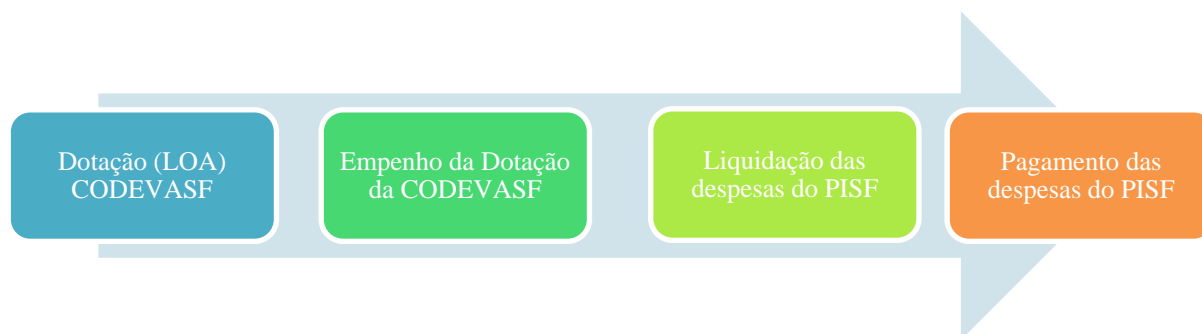 Dotação (LOA)
CODEVASF
Empenho da Dotação
da CODEVASF
Liquidação das
despesas do PISF
Pagamento das
despesas do PISF